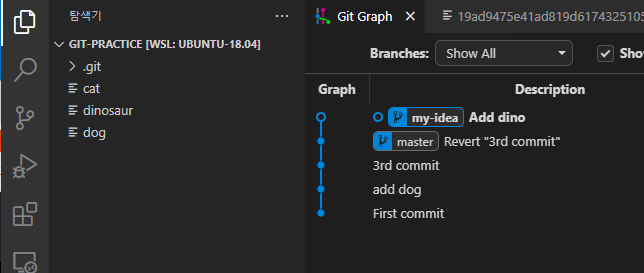 탐색기 ...
Git Graph
19ad9475e41ad819d6174325105
GIT-PRACTICE [WSL: UBUNTU-18.04]
Branches: Show All Show
.git
cat
dinosaur
dog
Graph Description
my-idea Add dino
master Revert "3rd commit"
3rd commit
add dog
First commit